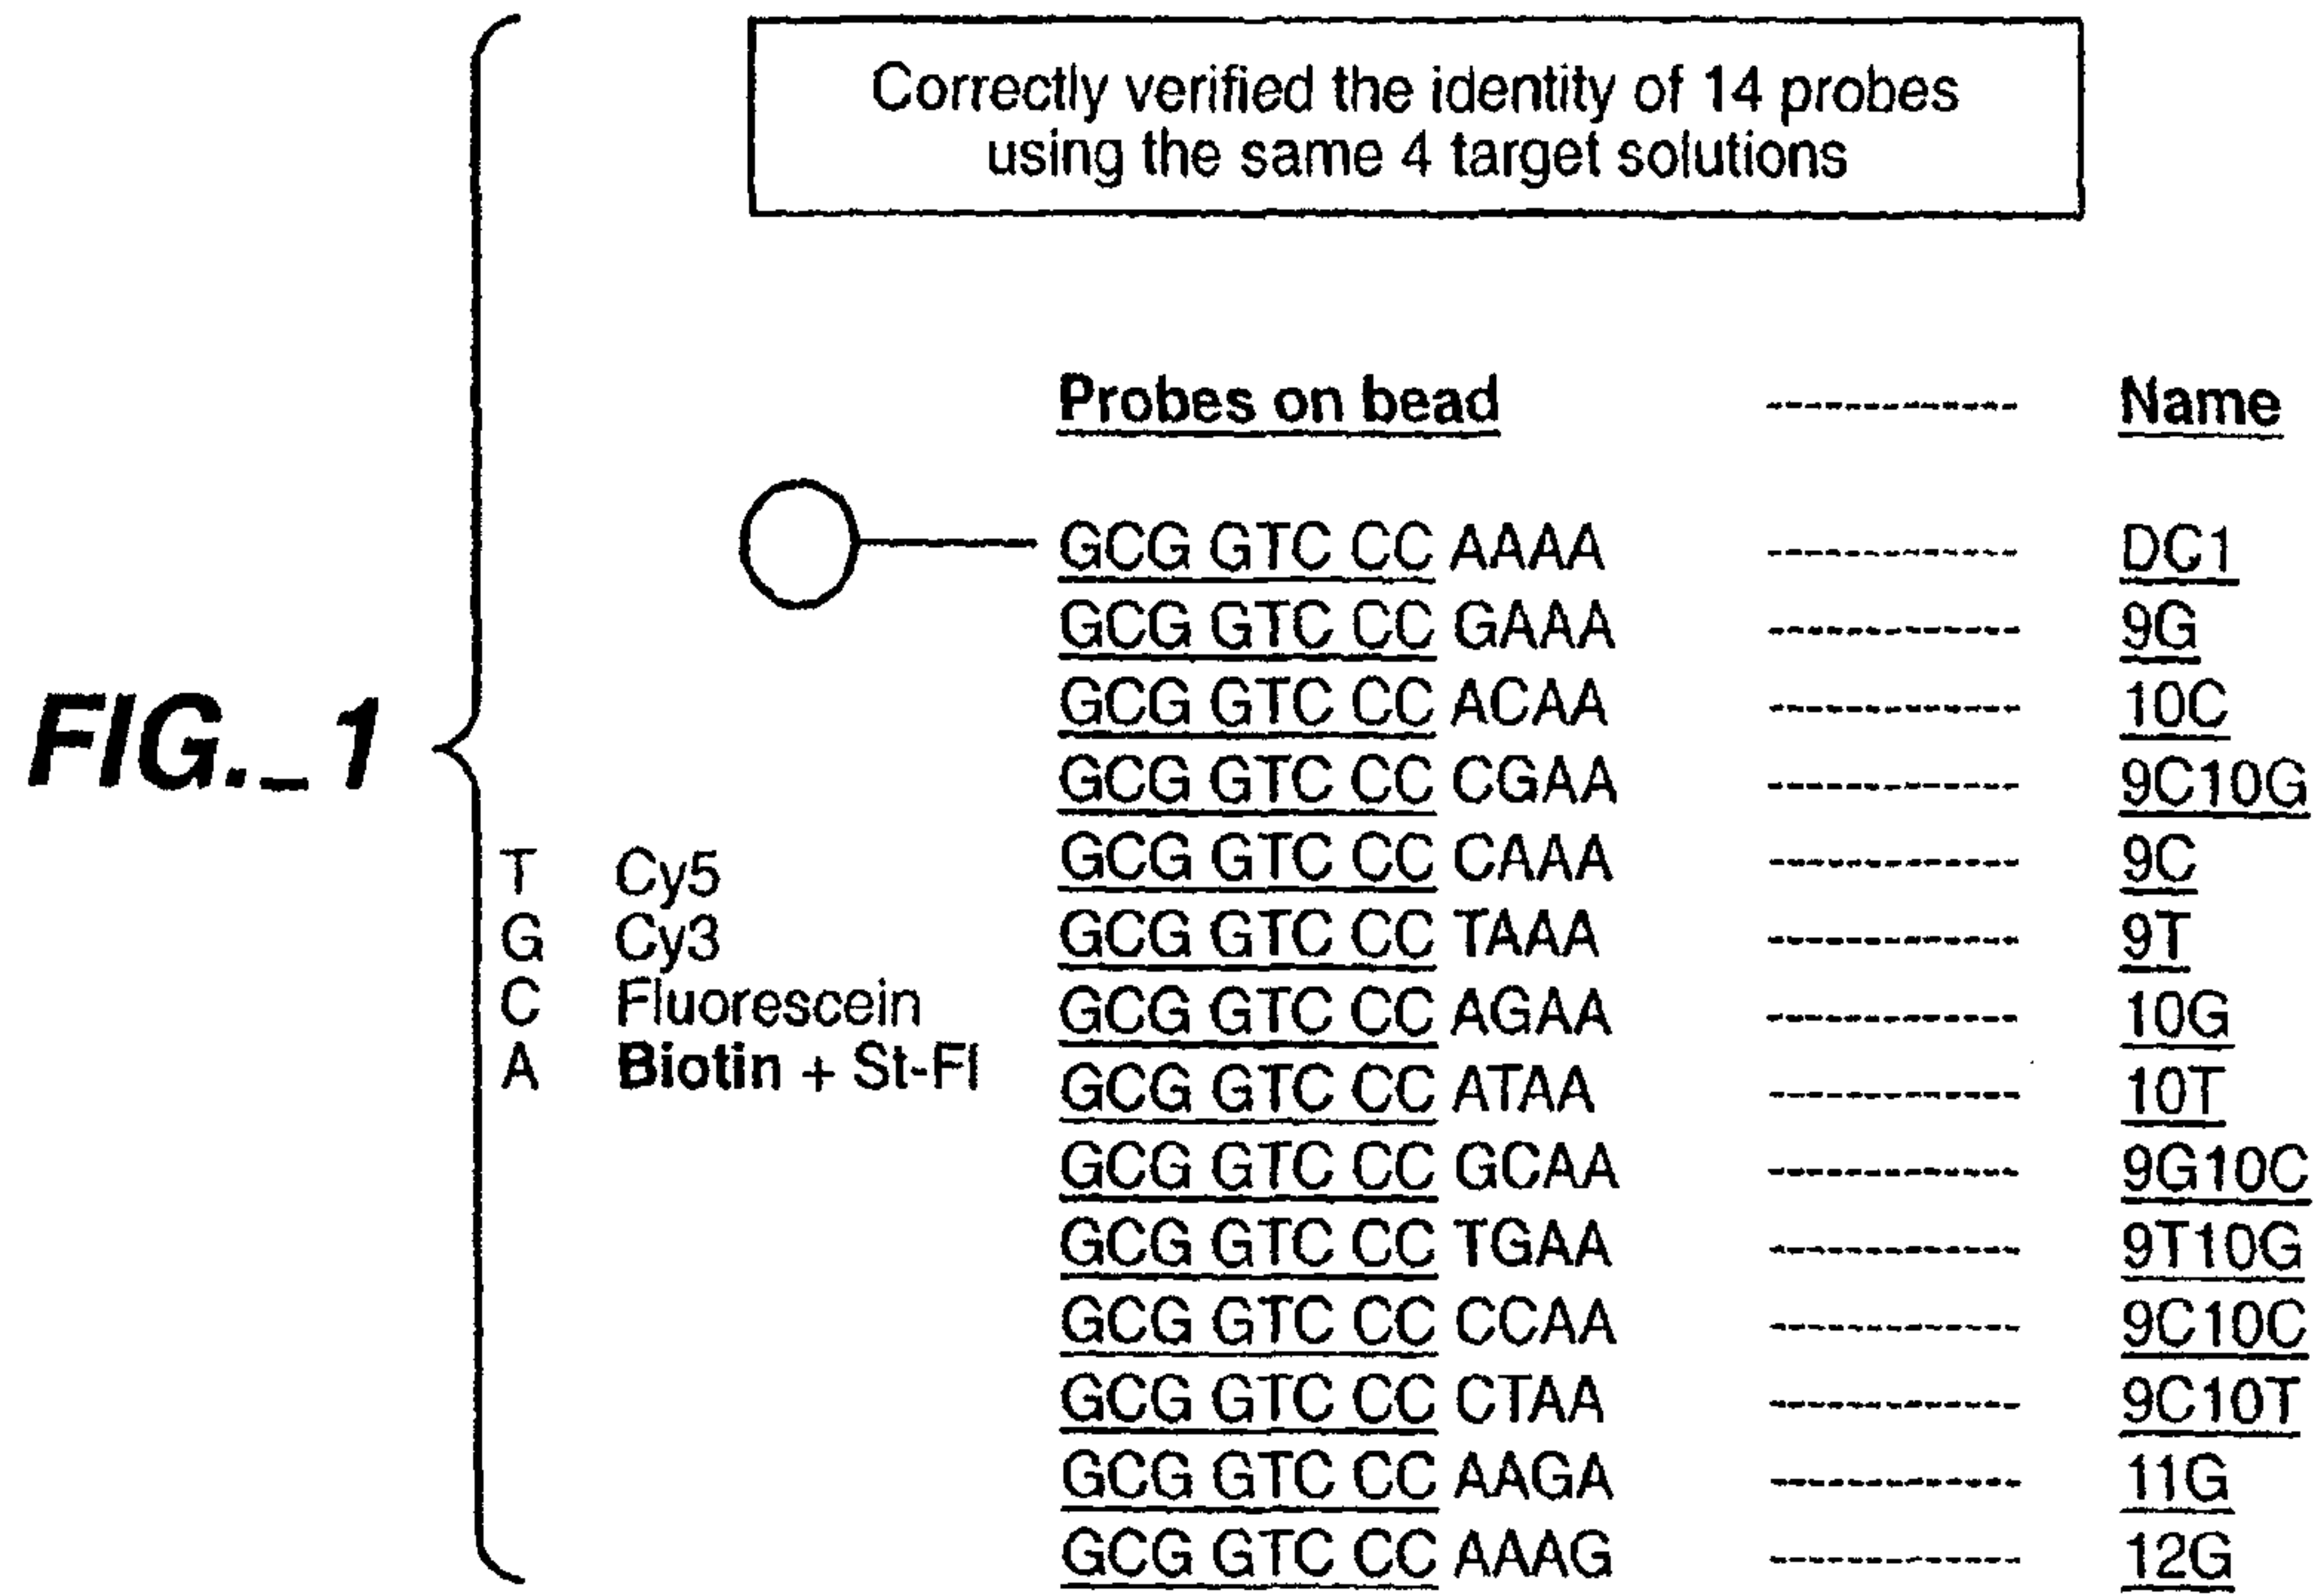 Correctly verified the identity of 14 probes
using the same 4 target solutions
FIG._1
T Cy5
G Cy3
C Fluorescein
A Biotin + St-Fl
Probes on bead ------------ Name
GCG GTC CC AAAA ------------ DC1
GCG GTC CC GAAA ------------ 9G
GCG GTC CC ACAA ------------ 10C
GCG GTC CC CGAA ------------ 9C10G
GCG GTC CC CAAA ------------ 9C
GCG GTC CC TAAA ------------ 9T
GCG GTC CC AGAA ------------ 10G
GCG GTC CC ATAA ------------ 10T
GCG GTC CC GCAA ------------ 9G10C
GCG GTC CC TGAA ------------ 9T10G
GCG GTC CC CCAA ------------ 9C10C
GCG GTC CC CTAA ------------ 9C10T
GCG GTC CC AAGA ------------ 11G
GCG GTC CC AAAG ------------ 12G